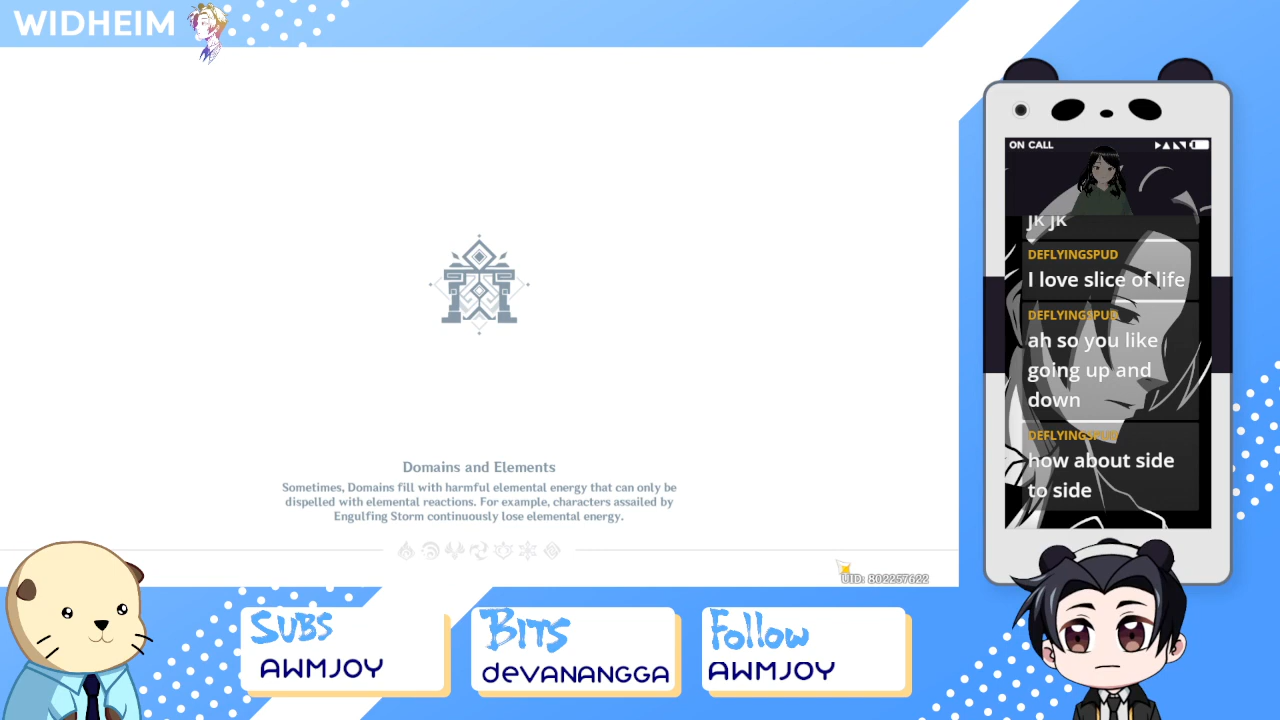 WIDHEIM
ON CALL
JK JK
DEFLYINGSPUD
I love slice of life
DEFLYINGSPUD
ah so you like
going up and
down
DEFLYINGSPUD
how about side
to side
Domains and Elements
Sometimes, Domains fill with harmful elemental energy that can only be
dispelled with elemental reactions. For example, characters assailed by
Engulfing Storm continuously lose elemental energy.
UID: 802257622
SUBS
AWMJOY
BITS
deVANANGGA
Follow
AWMJOY